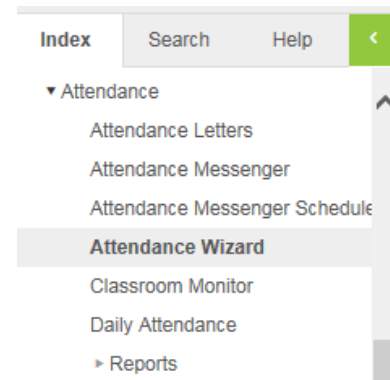 Index Search Help
Attendance
Attendance Letters
Attendance Messenger
Attendance Messenger Schedule
Attendance Wizard
Classroom Monitor
Daily Attendance
Reports